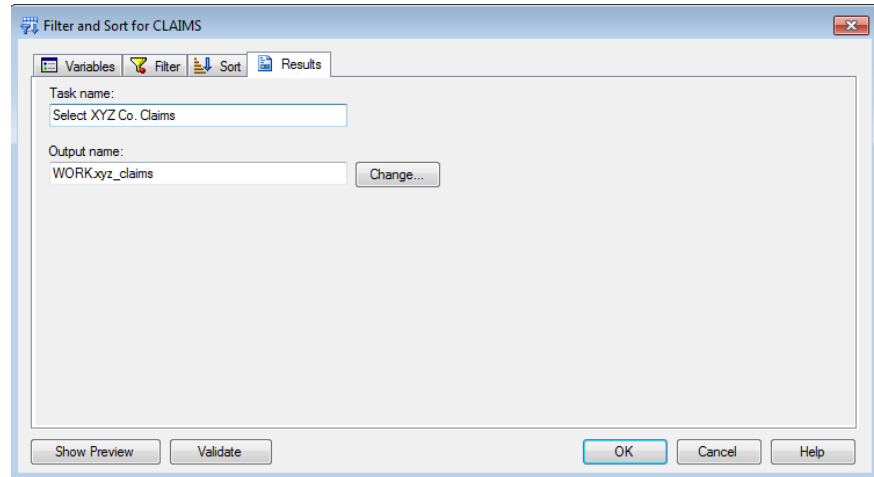 Filter and Sort for CLAIMS
Variables Filter Sort Results
Task name:
Select XYZ Co. Claims
Output name:
WORK.xyz_claims Change...
Show Preview Validate OK Cancel Help